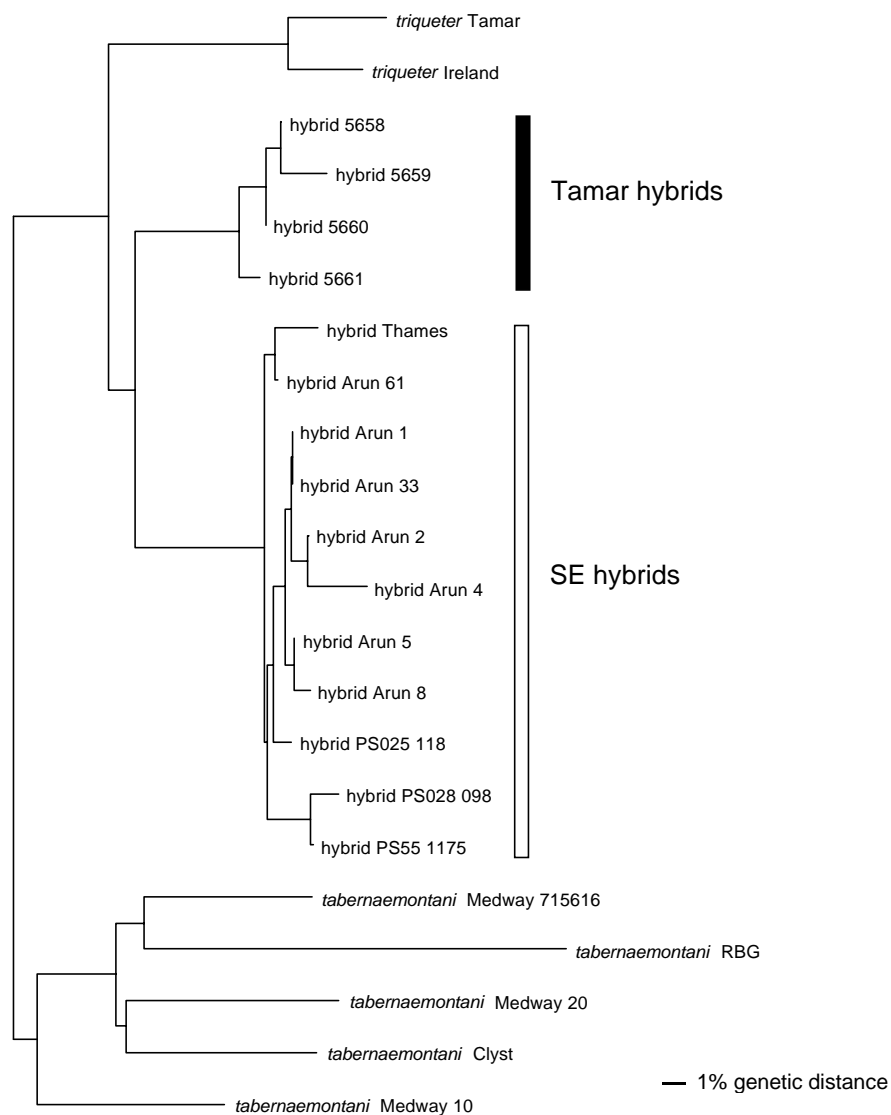 triqueter Tamar
triqueter Ireland
hybrid 5658
hybrid 5659
Tamar hybrids
hybrid 5660
hybrid 5661
hybrid Thames
hybrid Arun 61
hybrid Arun 1
hybrid Arun 33
hybrid Arun 2
SE hybrids
hybrid Arun 4
hybrid Arun 5
hybrid Arun 8
hybrid PS025 118
hybrid PS028 098
hybrid PS55 1175
tabernaemontani Medway 715616
tabernaemontani RBG
tabernaemontani Medway 20
tabernaemontani Clyst
1% genetic distance
tabernaemontani Medway 10